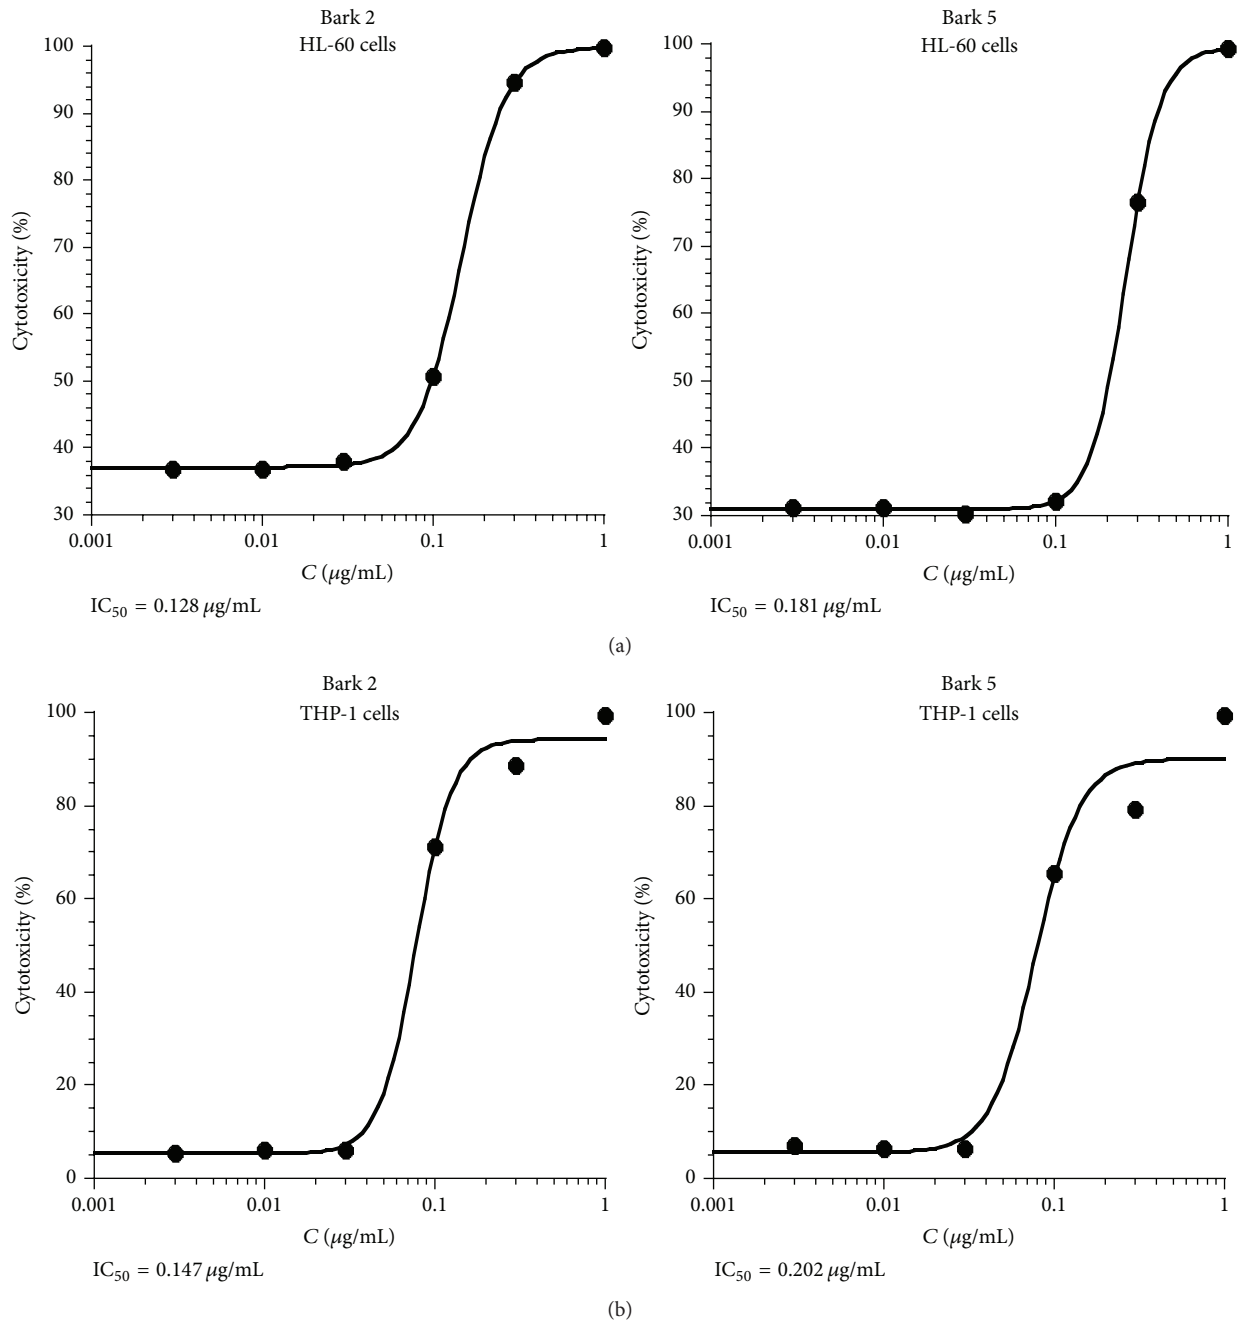 Bark 2
HL-60 cells
100
90
80
70
60
50
40
30
Cytotoxicity (%)
0.001 0.01 0.1 1
C (μg/mL)
IC50 = 0.128 μg/mL
Bark 5
HL-60 cells
100
90
80
70
60
50
40
30
Cytotoxicity (%)
0.001 0.01 0.1 1
C (μg/mL)
IC50 = 0.181 μg/mL
(a)
Bark 2
THP-1 cells
100
80
60
40
20
0
Cytotoxicity (%)
0.001 0.01 0.1 1
C (μg/mL)
IC50 = 0.147 μg/mL
Bark 5
THP-1 cells
100
80
60
40
20
0
Cytotoxicity (%)
0.001 0.01 0.1 1
C (μg/mL)
IC50 = 0.202 μg/mL
(b)